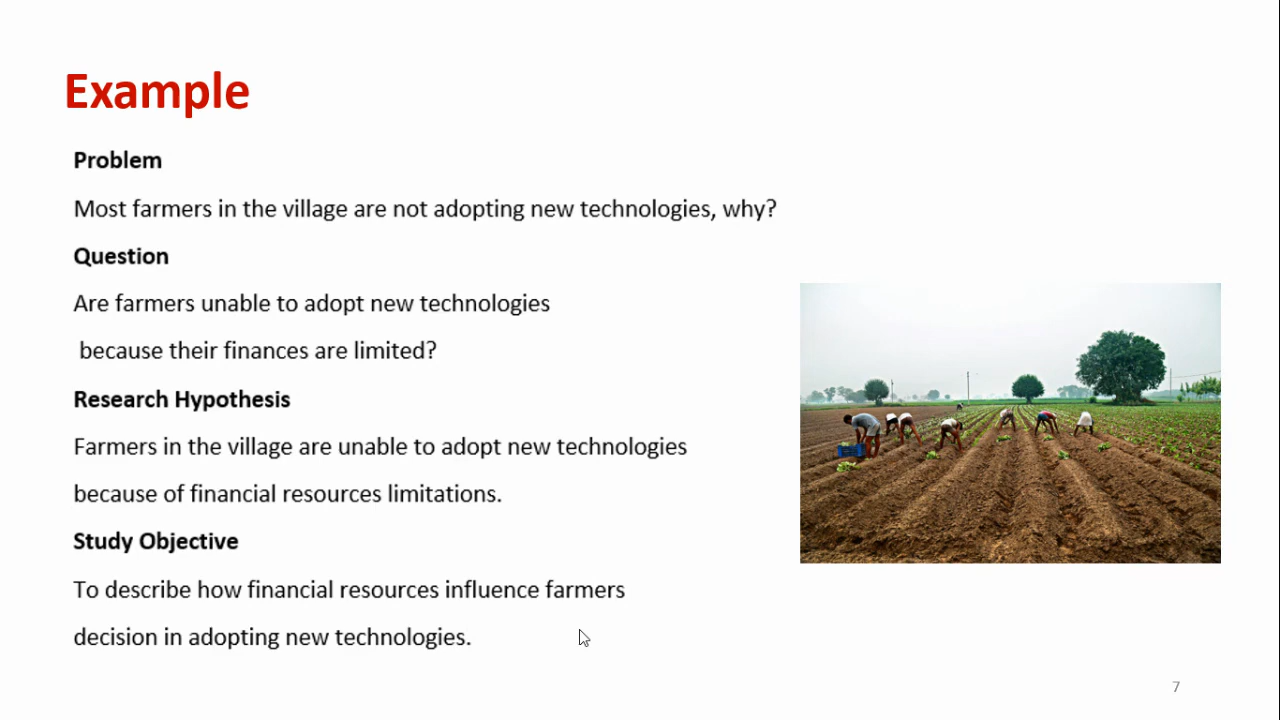 Example
Problem
Most farmers in the village are not adopting new technologies, why?
Question
Are farmers unable to adopt new technologies
because their finances are limited?
Research Hypothesis
Farmers in the village are unable to adopt new technologies
because of financial resources limitations.
Study Objective
To describe how financial resources influence farmers
decision in adopting new technologies.
7